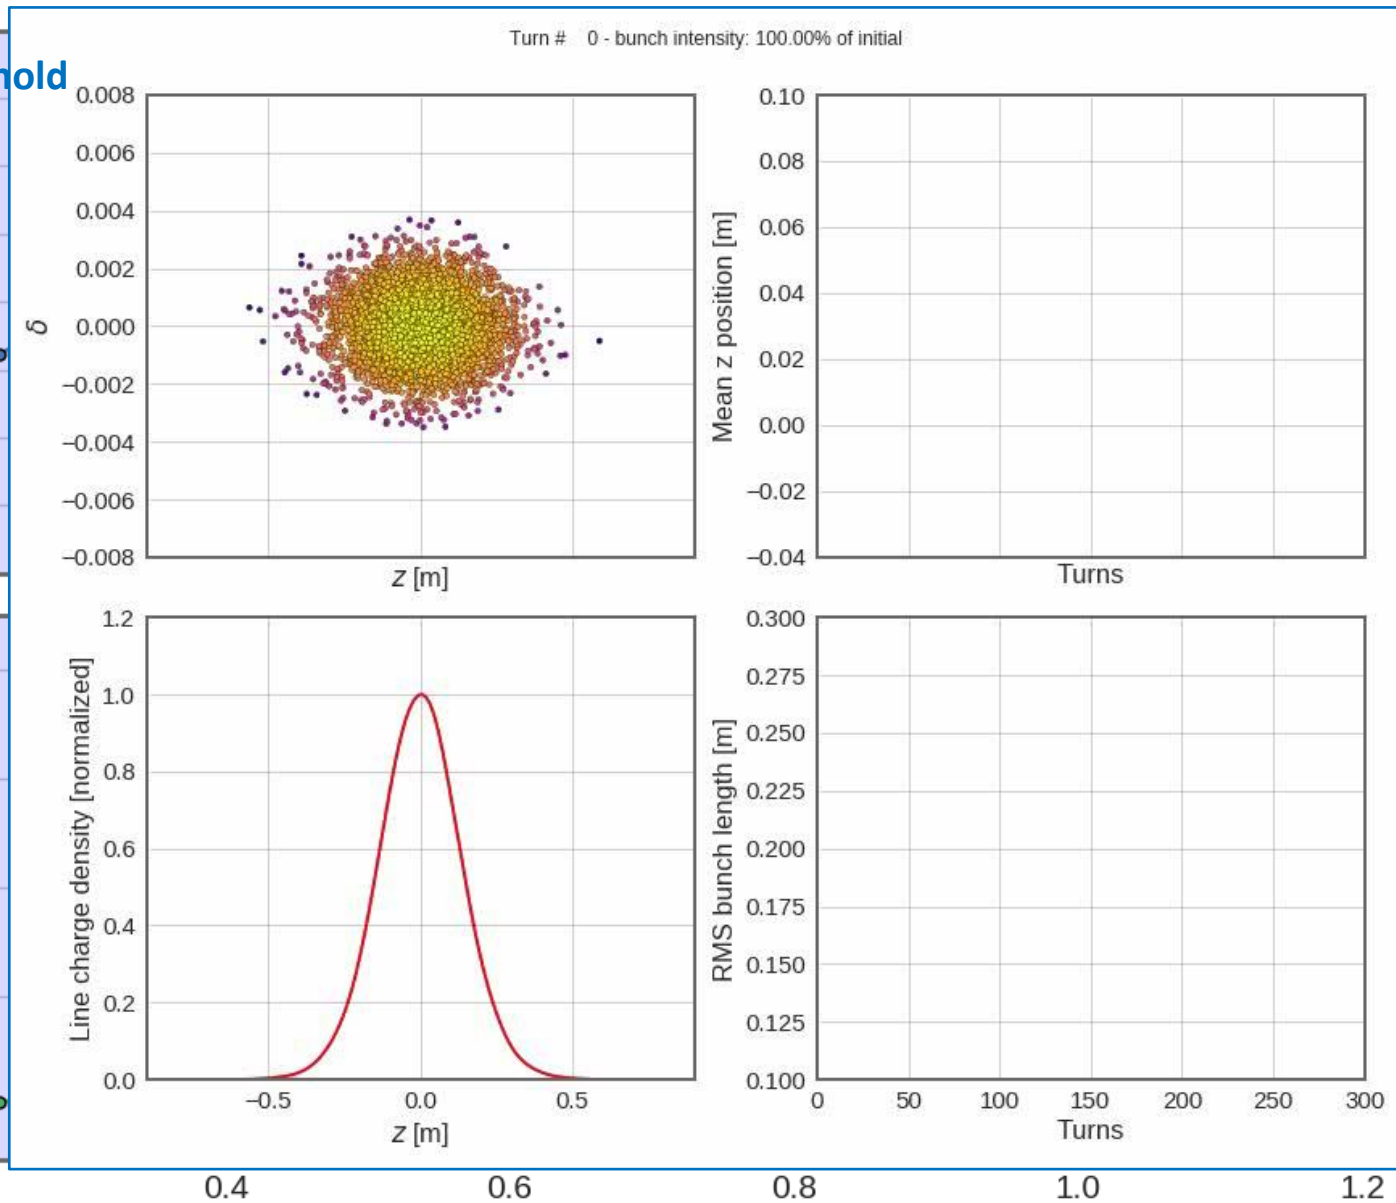 Turn # 0 - bunch intensity: 100.00% of initial
0.008
0.006
0.004
0.002
0.000
−0.002
−0.004
−0.006
−0.008
δ
z [m]
0.10
0.08
0.06
0.04
0.02
0.00
−0.02
−0.04
Mean z position [m]
Turns
1.2
1.0
0.8
0.6
0.4
0.2
0.0
Line charge density [normalized]
−0.5 0.0 0.5
z [m]
0.300
0.275
0.250
0.225
0.200
0.175
0.150
0.125
0.100
RMS bunch length [m]
0 50 100 150 200 250 300
Turns
0.4 0.6 0.8 1.0 1.2